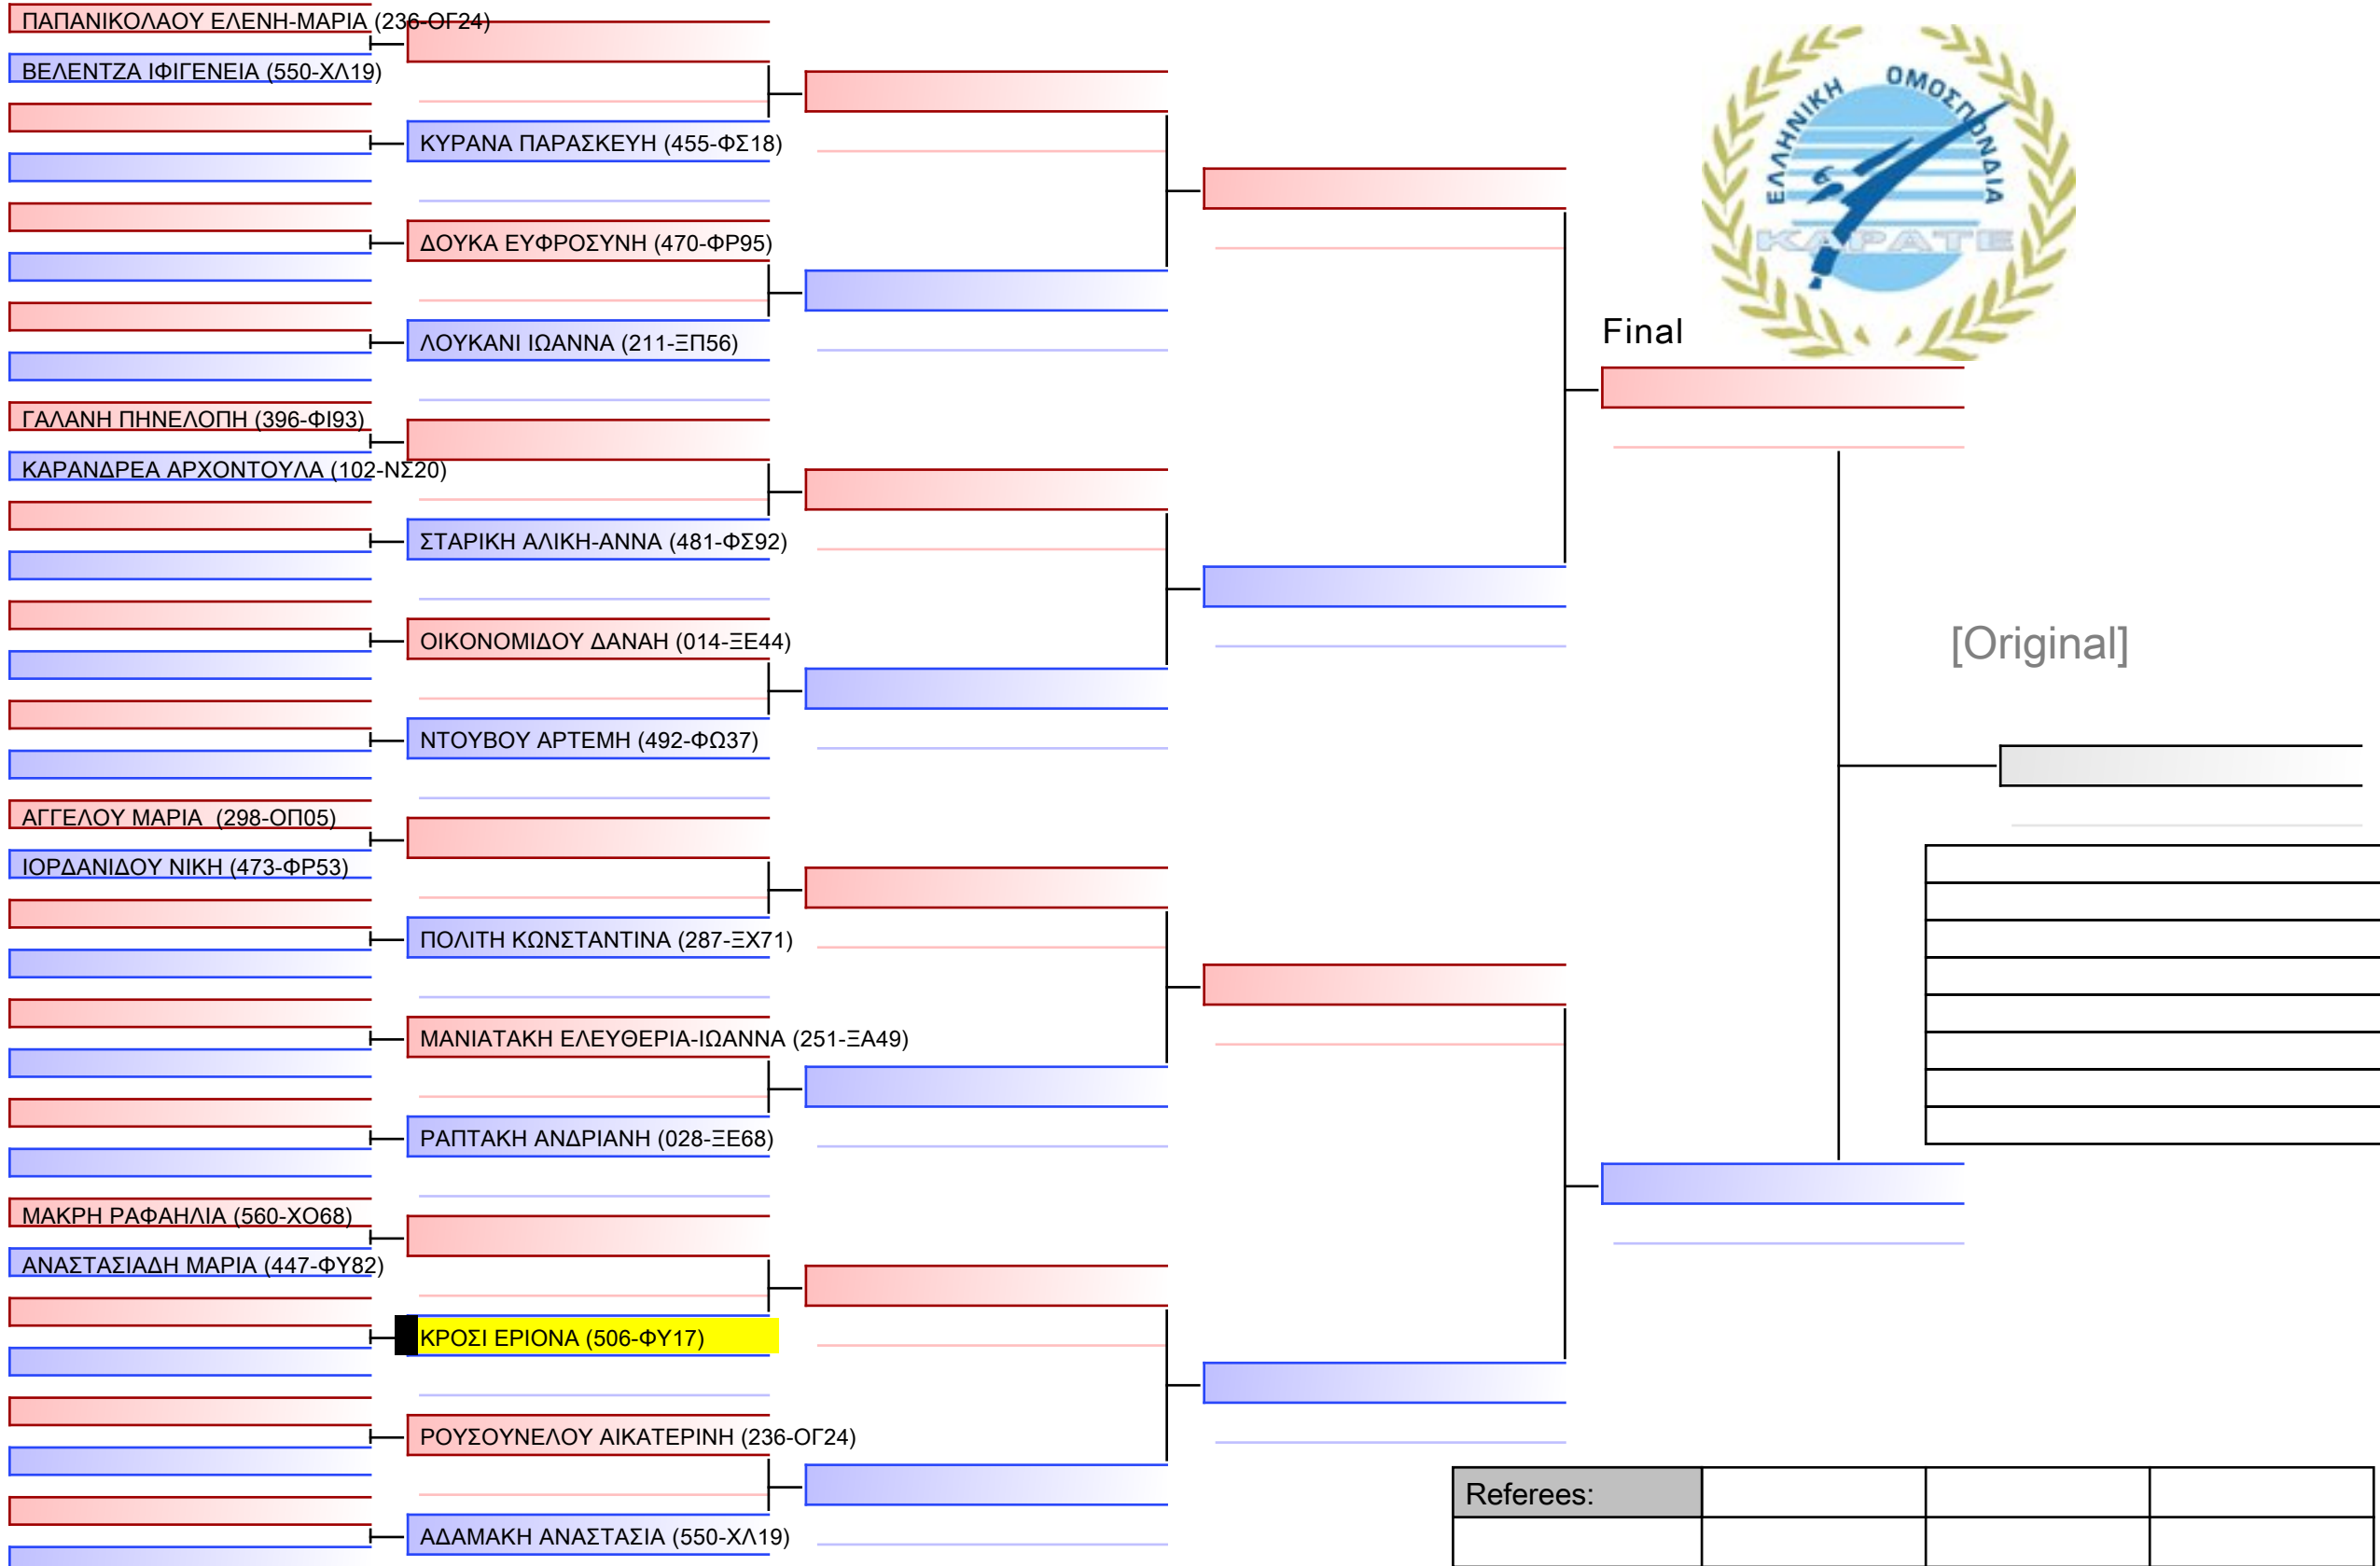 ΠΑΠΑΝΙΚΟΛΑΟΥ ΕΛΕΝΗ-ΜΑΡΙΑ (236-ΟΓ24)
ΒΕΛΕΝΤΖΑ ΙΦΙΓΕΝΕΙΑ (550-ΧΛ19)
ΚΥΡΑΝΑ ΠΑΡΑΣΚΕΥΗ (455-ΦΣ18)
ΔΟΥΚΑ ΕΥΦΡΟΣΥΝΗ (470-ΦΡ95)
ΛΟΥΚΑΝΙ ΙΩΑΝΝΑ (211-ΞΠ56)
ΓΑΛΑΝΗ ΠΗΝΕΛΟΠΗ (396-ΦΙ93)
ΚΑΡΑΝΔΡΕΑ ΑΡΧΟΝΤΟΥΛΑ (102-ΝΣ20)
ΣΤΑΡΙΚΗ ΑΛΙΚΗ-ΑΝΝΑ (481-ΦΣ92)
ΟΙΚΟΝΟΜΙΔΟΥ ΔΑΝΑΗ (014-ΞΕ44)
ΝΤΟΥΒΟΥ ΑΡΤΕΜΗ (492-ΦΩ37)
ΑΓΓΕΛΟΥ ΜΑΡΙΑ (298-ΟΠ05)
ΙΟΡΔΑΝΙΔΟΥ ΝΙΚΗ (473-ΦΡ53)
ΠΟΛΙΤΗ ΚΩΝΣΤΑΝΤΙΝΑ (287-ΞΧ71)
ΜΑΝΙΑΤΑΚΗ ΕΛΕΥΘΕΡΙΑ-ΙΩΑΝΝΑ (251-ΞΑ49)
ΡΑΠΤΑΚΗ ΑΝΔΡΙΑΝΗ (028-ΞΕ68)
ΜΑΚΡΗ ΡΑΦΑΗΛΙΑ (560-ΧΟ68)
ΑΝΑΣΤΑΣΙΑΔΗ ΜΑΡΙΑ (447-ΦΥ82)
ΚΡΟΣΙ ΕΡΙΟΝΑ (506-ΦΥ17)
ΡΟΥΣΟΥΝΕΛΟΥ ΑΙΚΑΤΕΡΙΝΗ (236-ΟΓ24)
ΑΔΑΜΑΚΗ ΑΝΑΣΤΑΣΙΑ (550-ΧΛ19)
ΕΛΛΗΝΙΚΗ ΟΜΟΣΠΟΝΔΙΑ
ΚΑΡΑΤΕ
Final
[Original]
Referees: